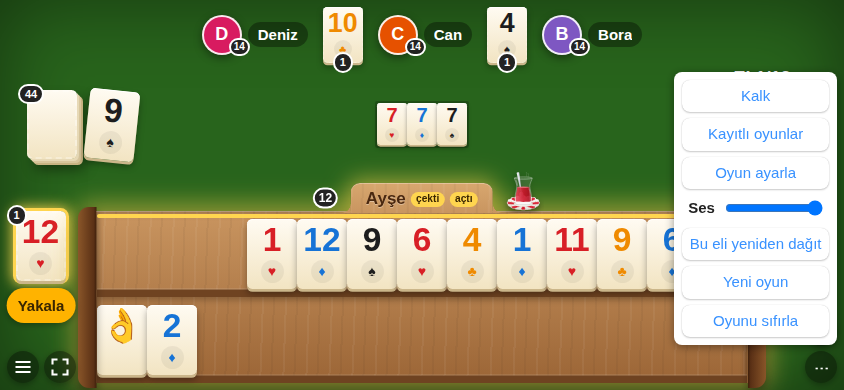 D 14 Deniz 10 1 C 14 Can 4 1 B 14 Bora
44 9
7 7 7
Kalk
Kayıtlı oyunlar
Oyun ayarla
Ses
Bu eli yeniden dağıt
Yeni oyun
Oyunu sıfırla
12 Ayşe çekti açtı
1 12
1 12 9 6 4 1 11 9 6
Yakala
2
...